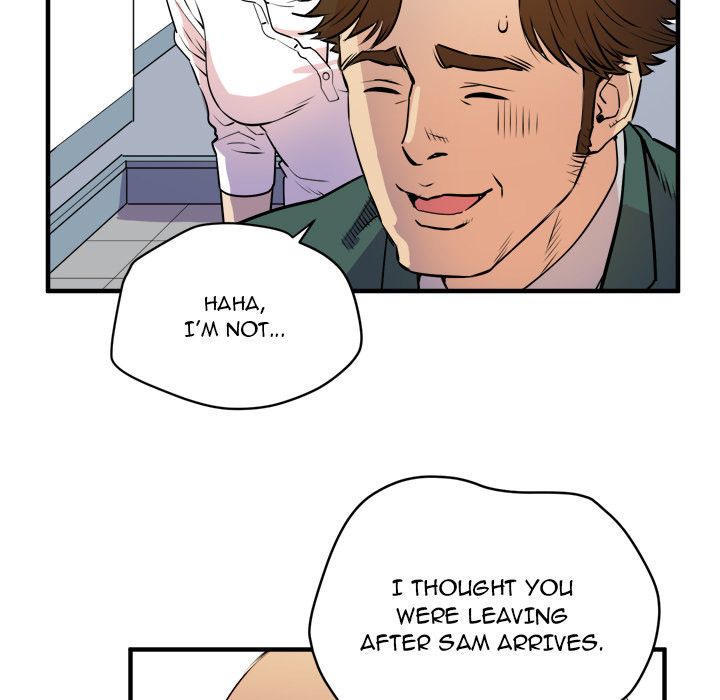 HAHA,
I'M NOT...
I THOUGHT YOU
WERE LEAVING
AFTER SAM ARRIVES.